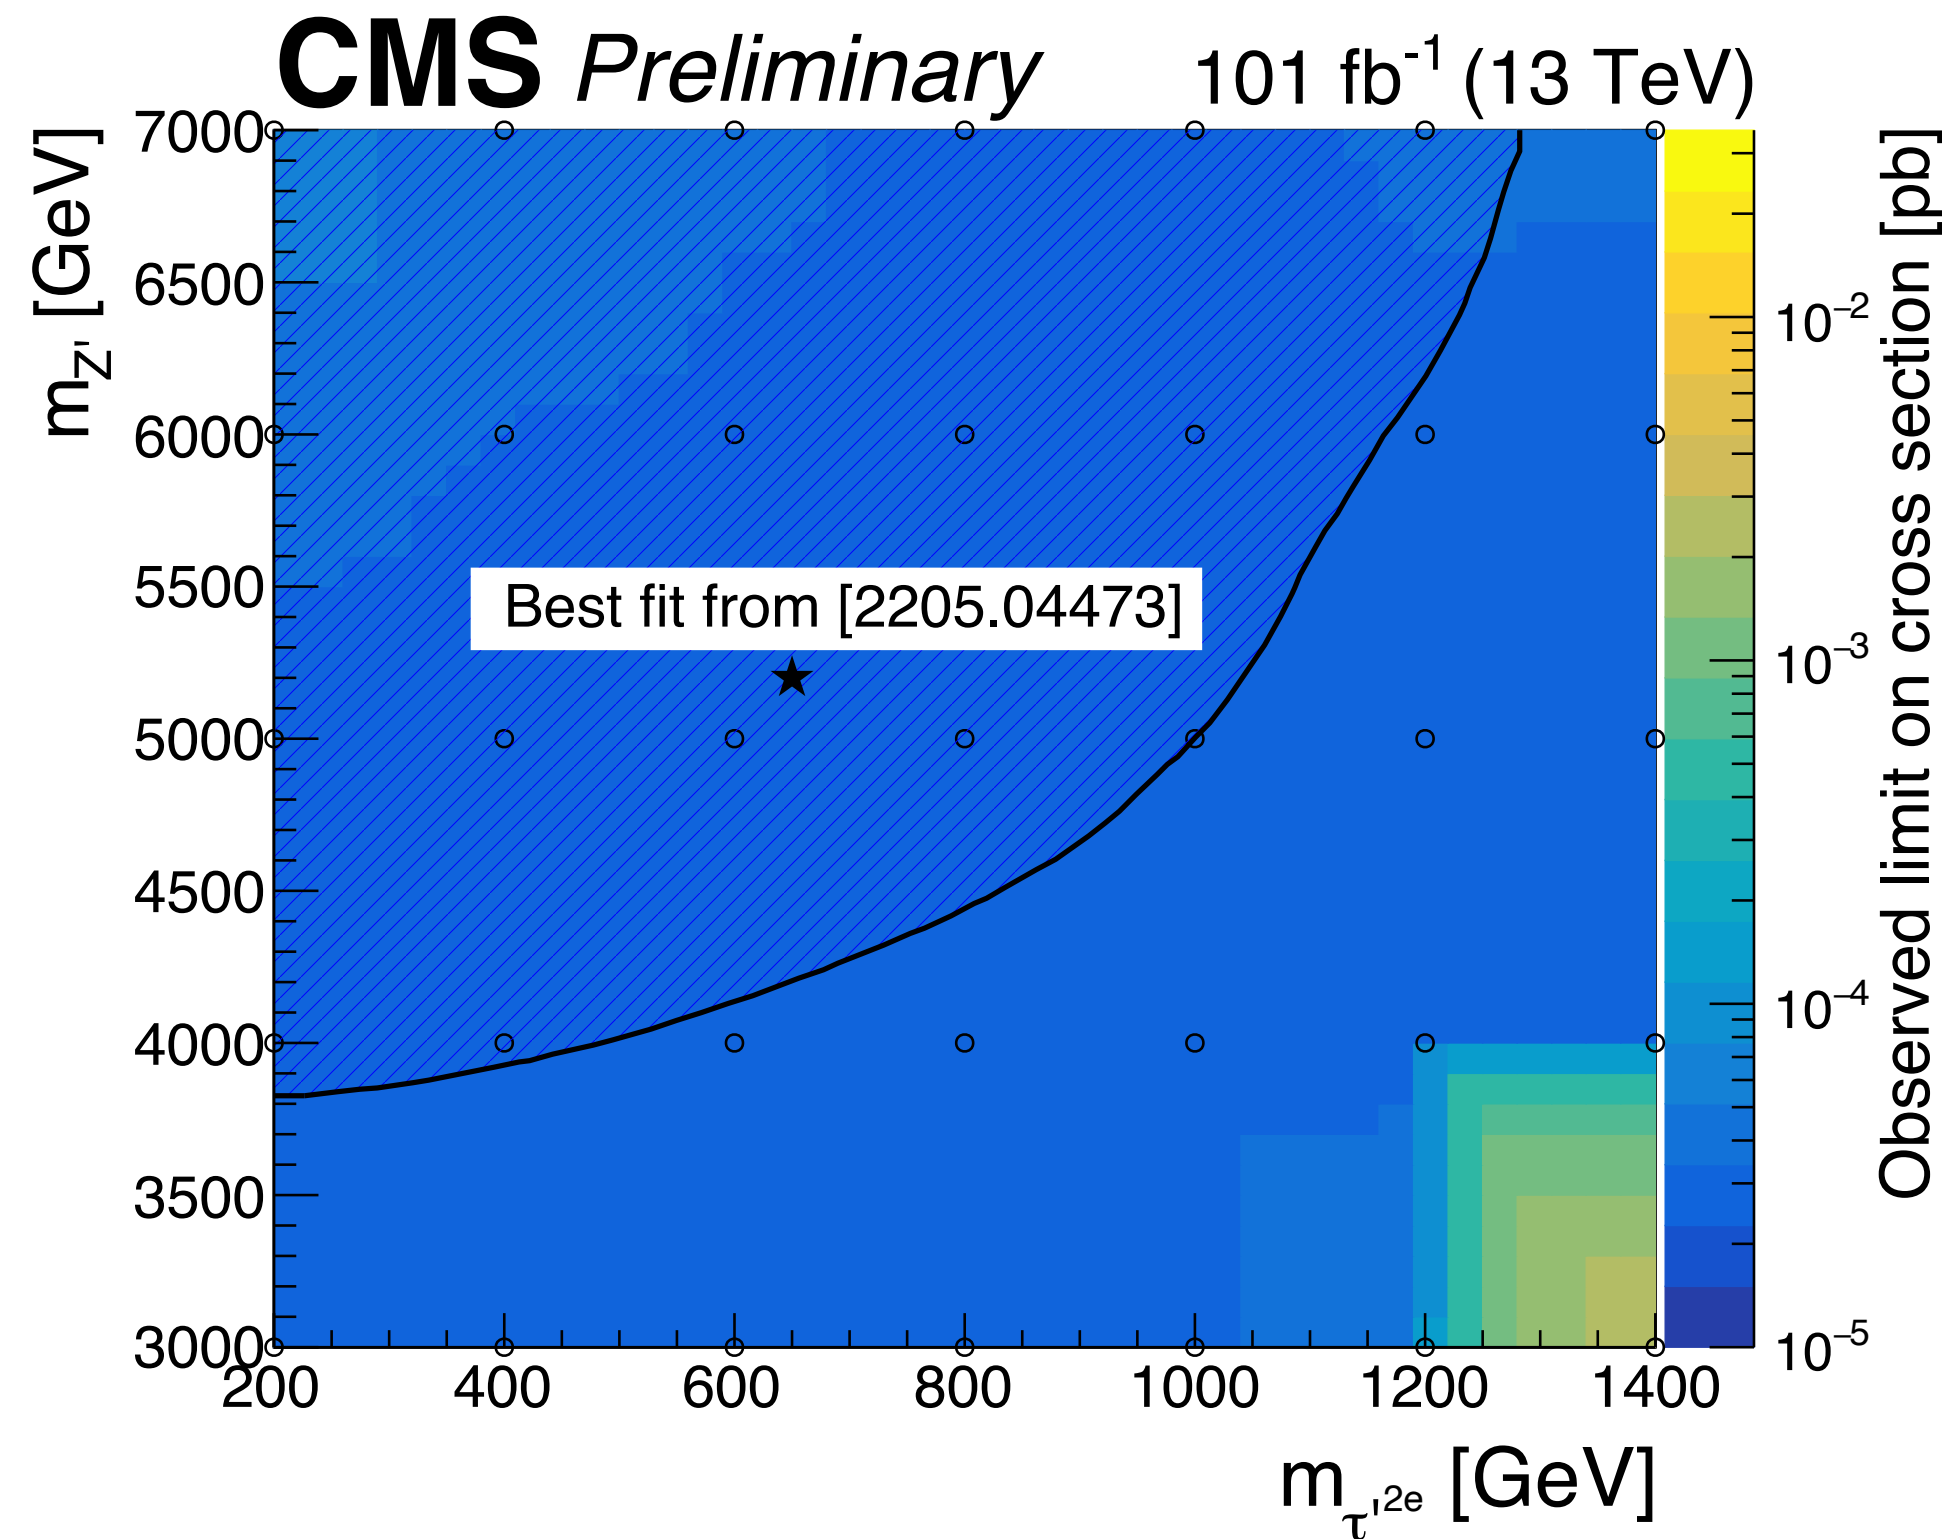 CMS Preliminary 101 fb⁻¹ (13 TeV)
m_Z' [GeV]
7000
6500
6000
5500
5000
4500
4000
3500
3000
Best fit from [2205.04473]
200 400 600 800 1000 1200 1400
m_τ'²ᵉ [GeV]
10⁻²
10⁻³
10⁻⁴
10⁻⁵
Observed limit on cross section [pb]